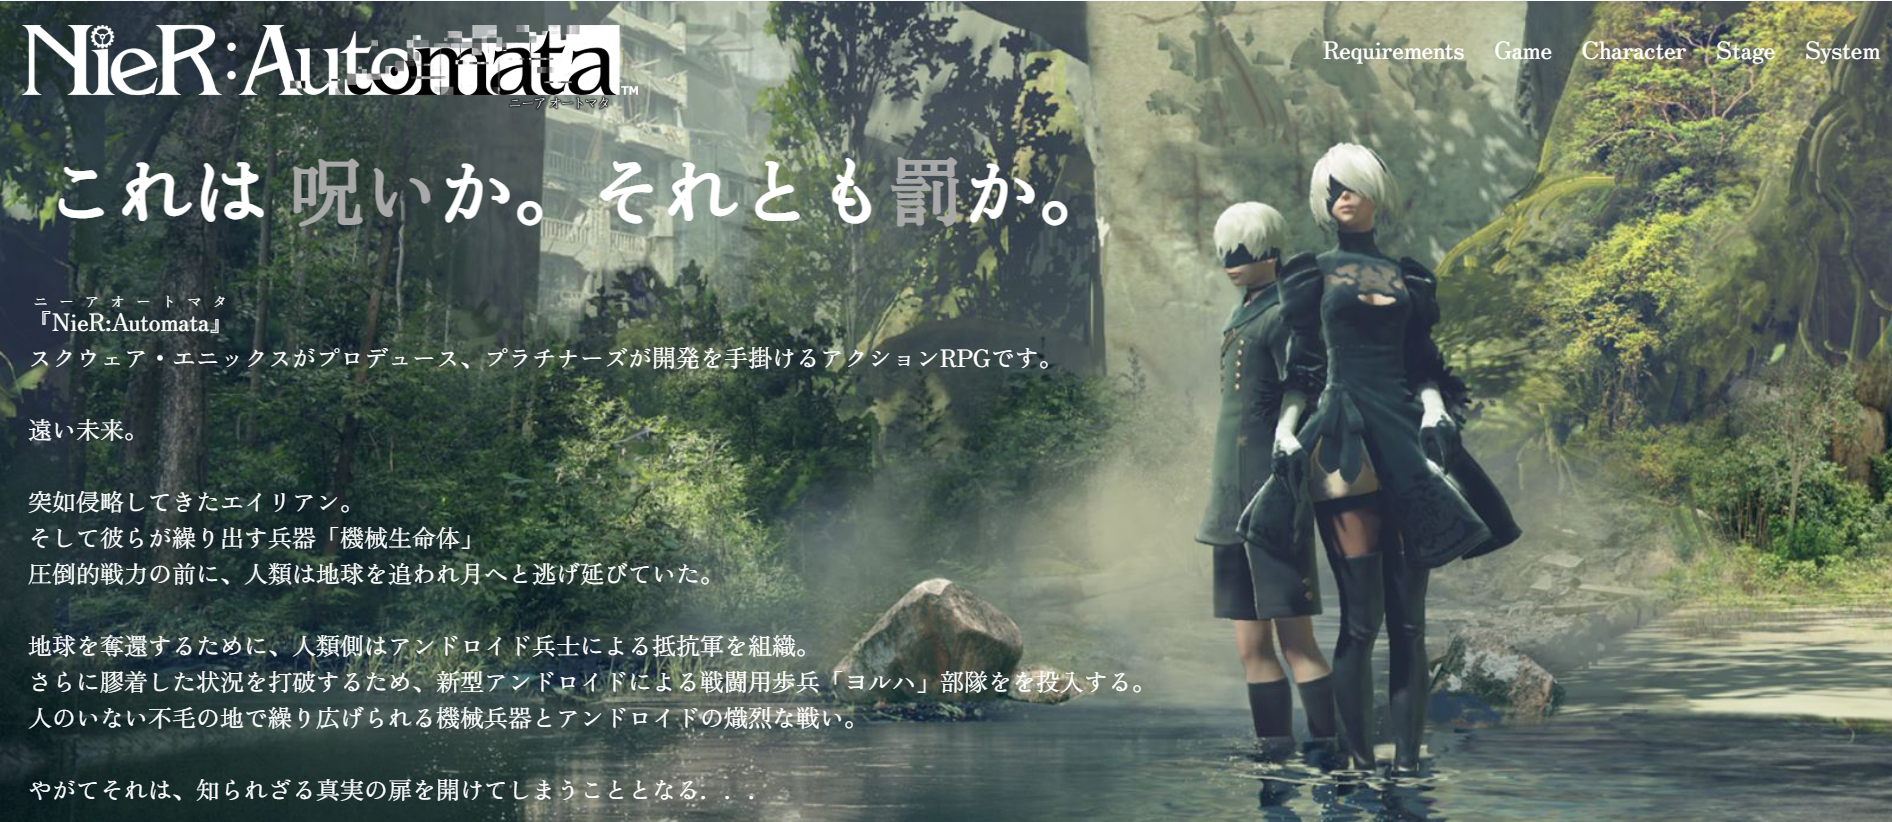 NieR:Automata™
ニーア オートマタ
Requirements Game Character Stage System
これは 呪いか。それとも罰か。
ニーアオートマタ
『NieR:Automata』
スクウェア・エニックスがプロデュース、プラチナーズが開発を手掛けるアクションRPGです。
遠い未来。
突如侵略してきたエイリアン。
そして彼らが繰り出す兵器「機械生命体」
圧倒的戦力の前に、人類は地球を追われ月へと逃げ延びていた。
地球を奪還するために、人類側はアンドロイド兵士による抵抗軍を組織。
さらに膠着した状況を打破するため、新型アンドロイドによる戦闘用歩兵「ヨルハ」部隊をを投入する。
人のいない不毛の地で繰り広げられる機械兵器とアンドロイドの熾烈な戦い。
やがてそれは、知られざる真実の扉を開けてしまうこととなる．．．